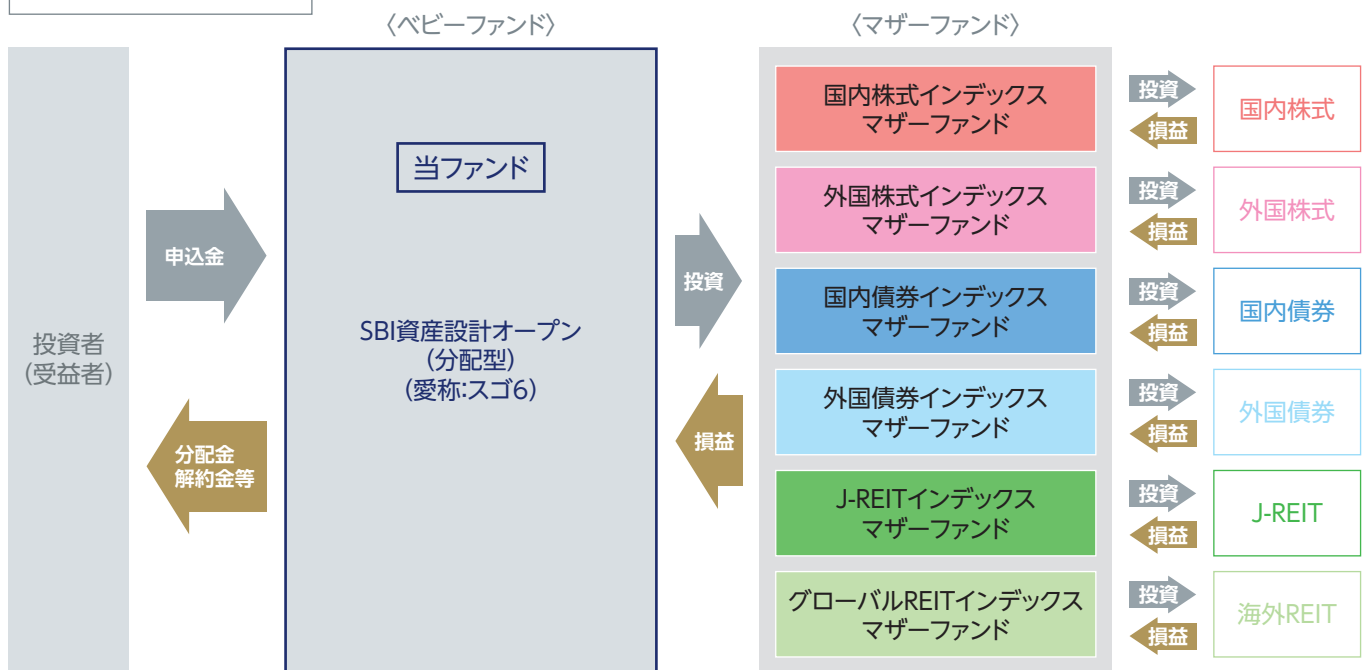 〈ベビーファンド〉
〈マザーファンド〉
投資者
(受益者)
申込金
分配金
解約金等
当ファンド
SBI資産設計オープン
(分配型)
(愛称:スゴ6)
投資
損益
国内株式インデックス
マザーファンド
投資
損益
国内株式
外国株式インデックス
マザーファンド
投資
損益
外国株式
国内債券インデックス
マザーファンド
投資
損益
国内債券
外国債券インデックス
マザーファンド
投資
損益
外国債券
J-REITインデックス
マザーファンド
投資
損益
J-REIT
グローバルREITインデックス
マザーファンド
投資
損益
海外REIT